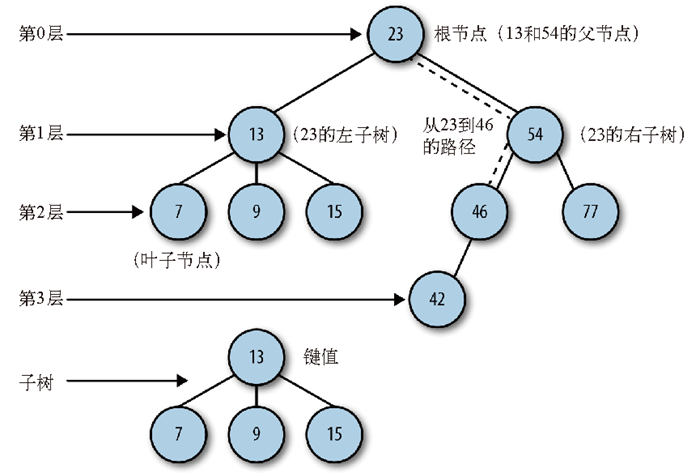 第0层
23
根节点（13和54的父节点）
第1层
13
（23的左子树）
从23到46
的路径
54
（23的右子树）
第2层
7
9
15
46
77
（叶子节点）
第3层
42
13
键值
子树
7
9
15